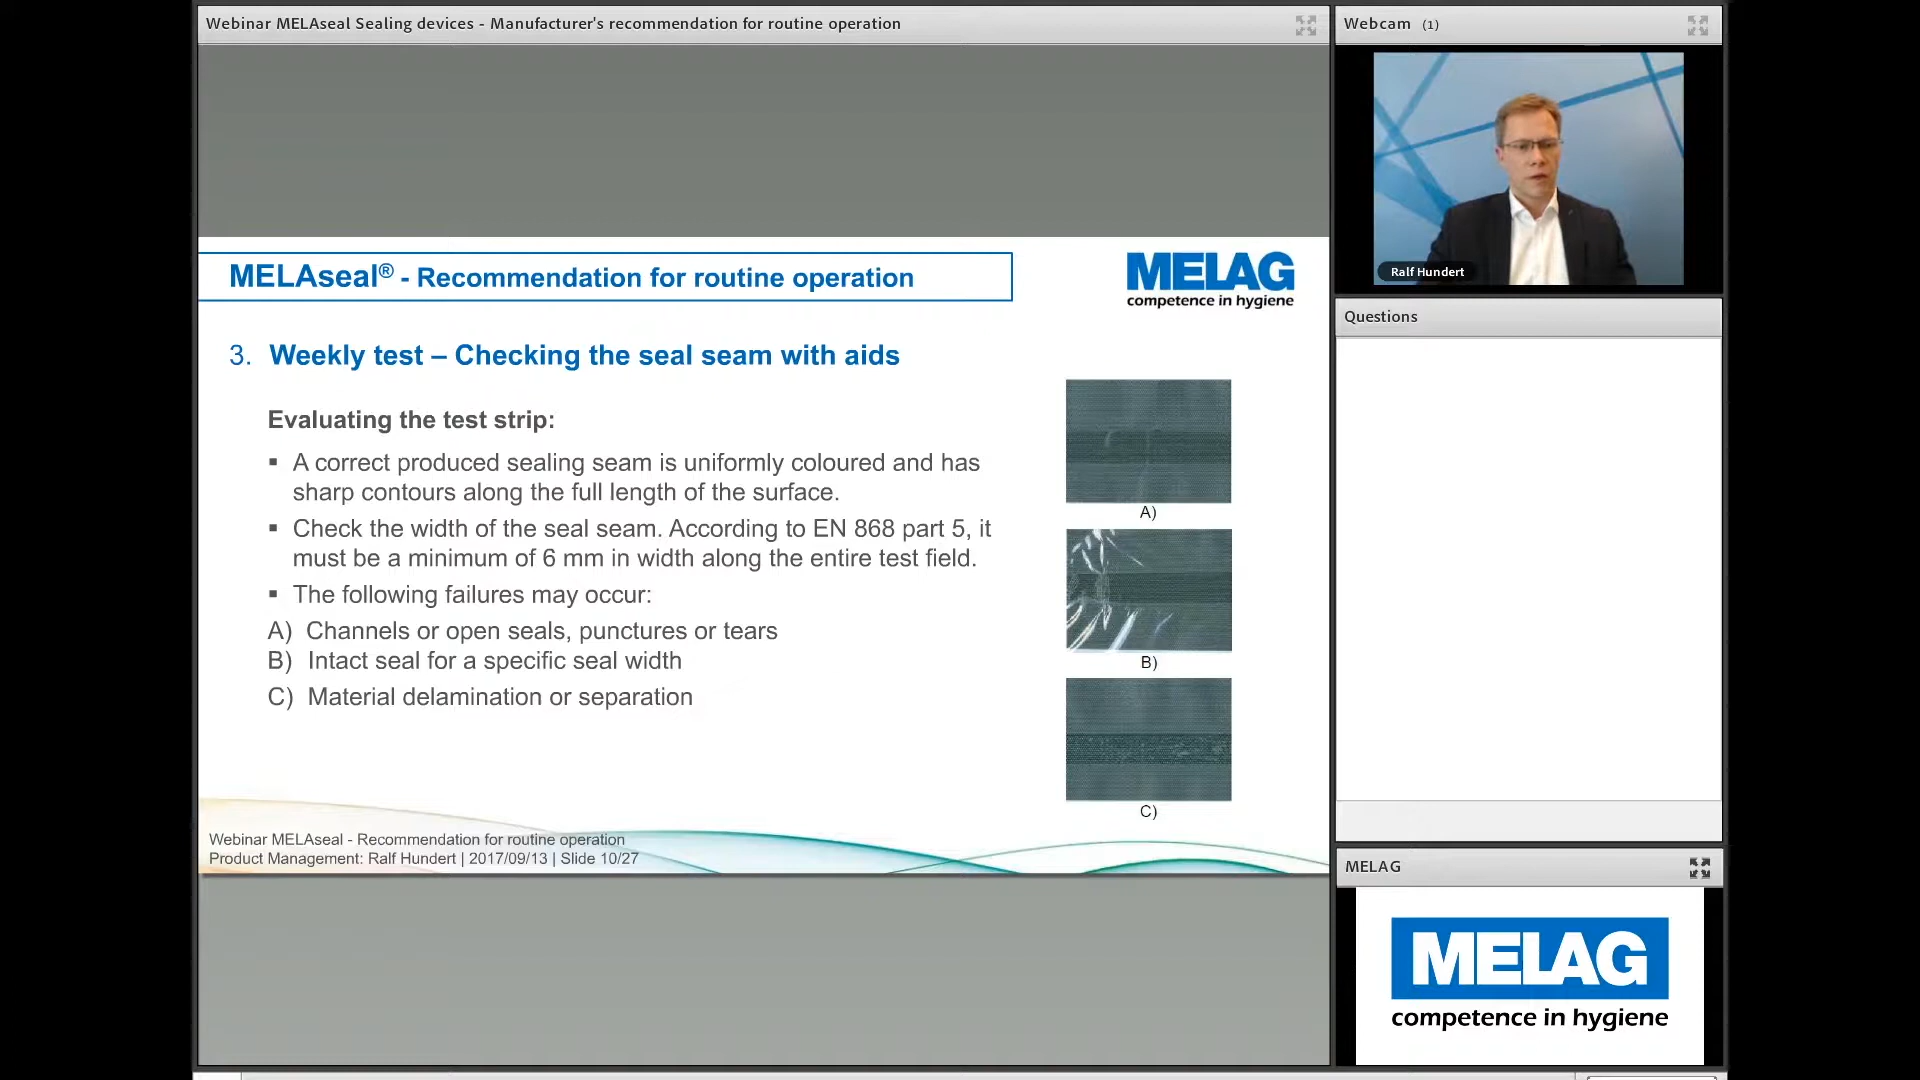 Webinar MELAseal Sealing devices - Manufacturer's recommendation for routine operation
MELAseal® - Recommendation for routine operation
MELAG
competence in hygiene
3. Weekly test – Checking the seal seam with aids
Evaluating the test strip:
▪ A correct produced sealing seam is uniformly coloured and has
sharp contours along the full length of the surface.
▪ Check the width of the seal seam. According to EN 868 part 5, it
must be a minimum of 6 mm in width along the entire test field.
▪ The following failures may occur:
A) Channels or open seals, punctures or tears
B) Intact seal for a specific seal width
C) Material delamination or separation
A)
B)
C)
Webinar MELAseal - Recommendation for routine operation
Product Management: Ralf Hundert | 2017/09/13 | Slide 10/27
Webcam (1)
Ralf Hundert
Questions
MELAG
MELAG
competence in hygiene